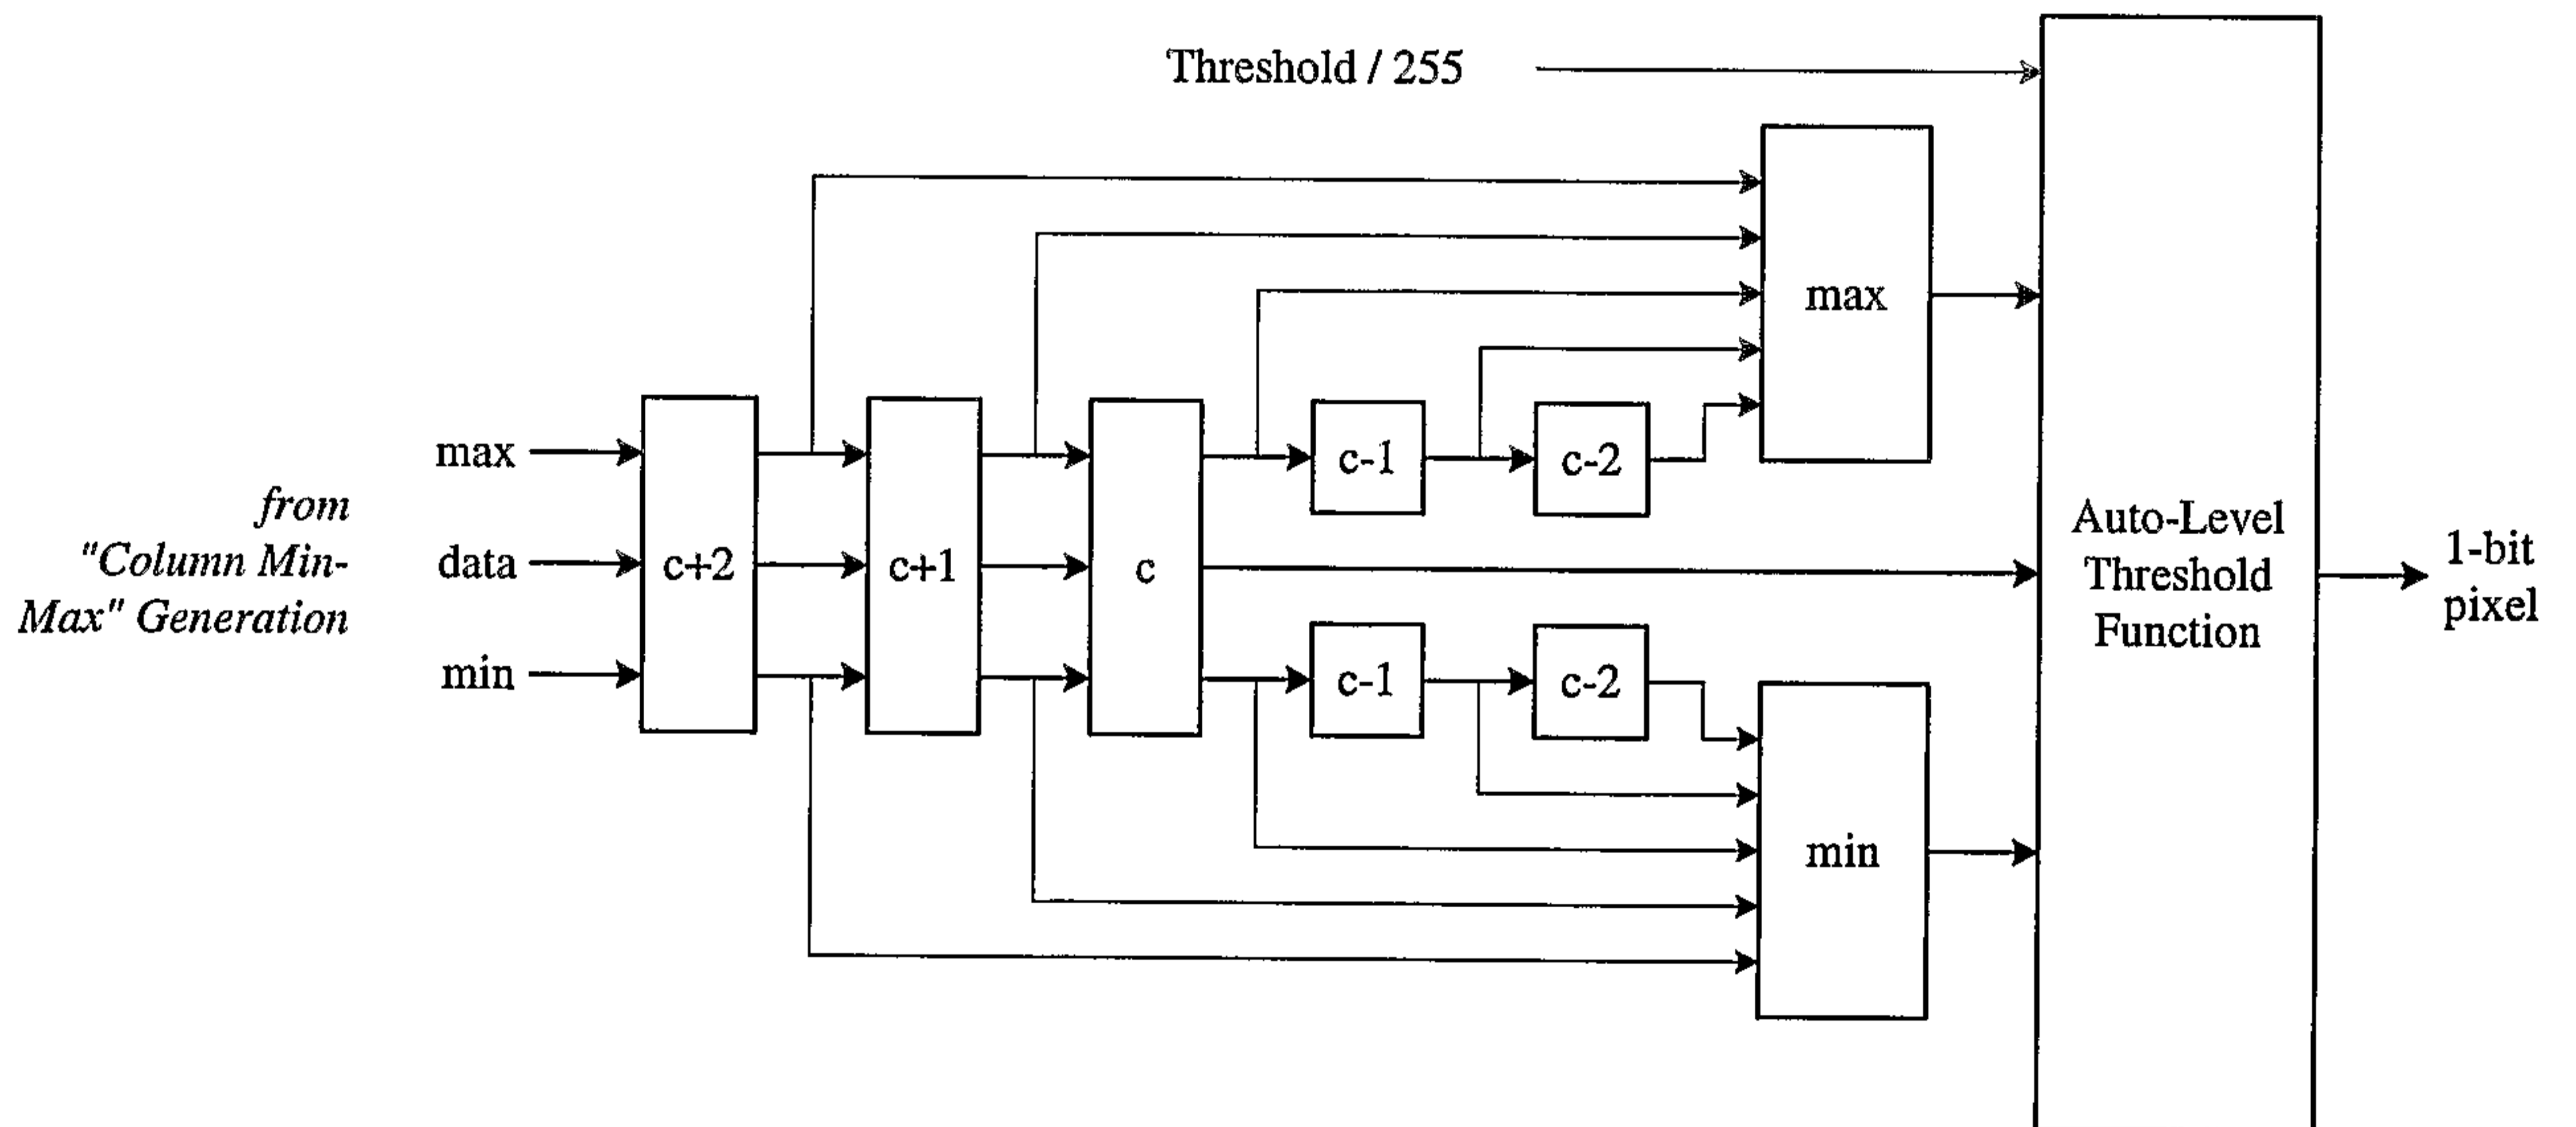 Threshold / 255
max
max
from
"Column Min-
Max" Generation
data
min
c+2
c+1
c
c-1
c-2
c-1
c-2
min
Auto-Level
Threshold
Function
1-bit
pixel